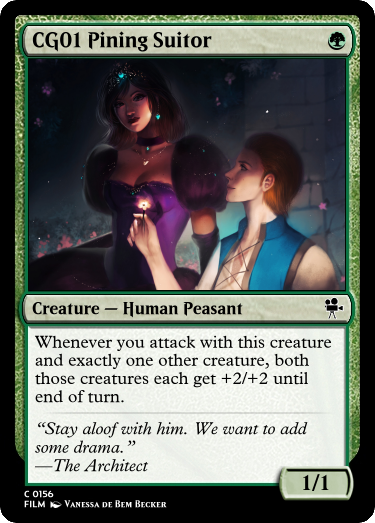 CG01 Pining Suitor
Creature — Human Peasant
Whenever you attack with this creature
and exactly one other creature, both
those creatures each get +2/+2 until
end of turn.
“Stay aloof with him. We want to add
some drama.”
—The Architect
1/1
C 0156
FILM Vanessa de Bem Becker